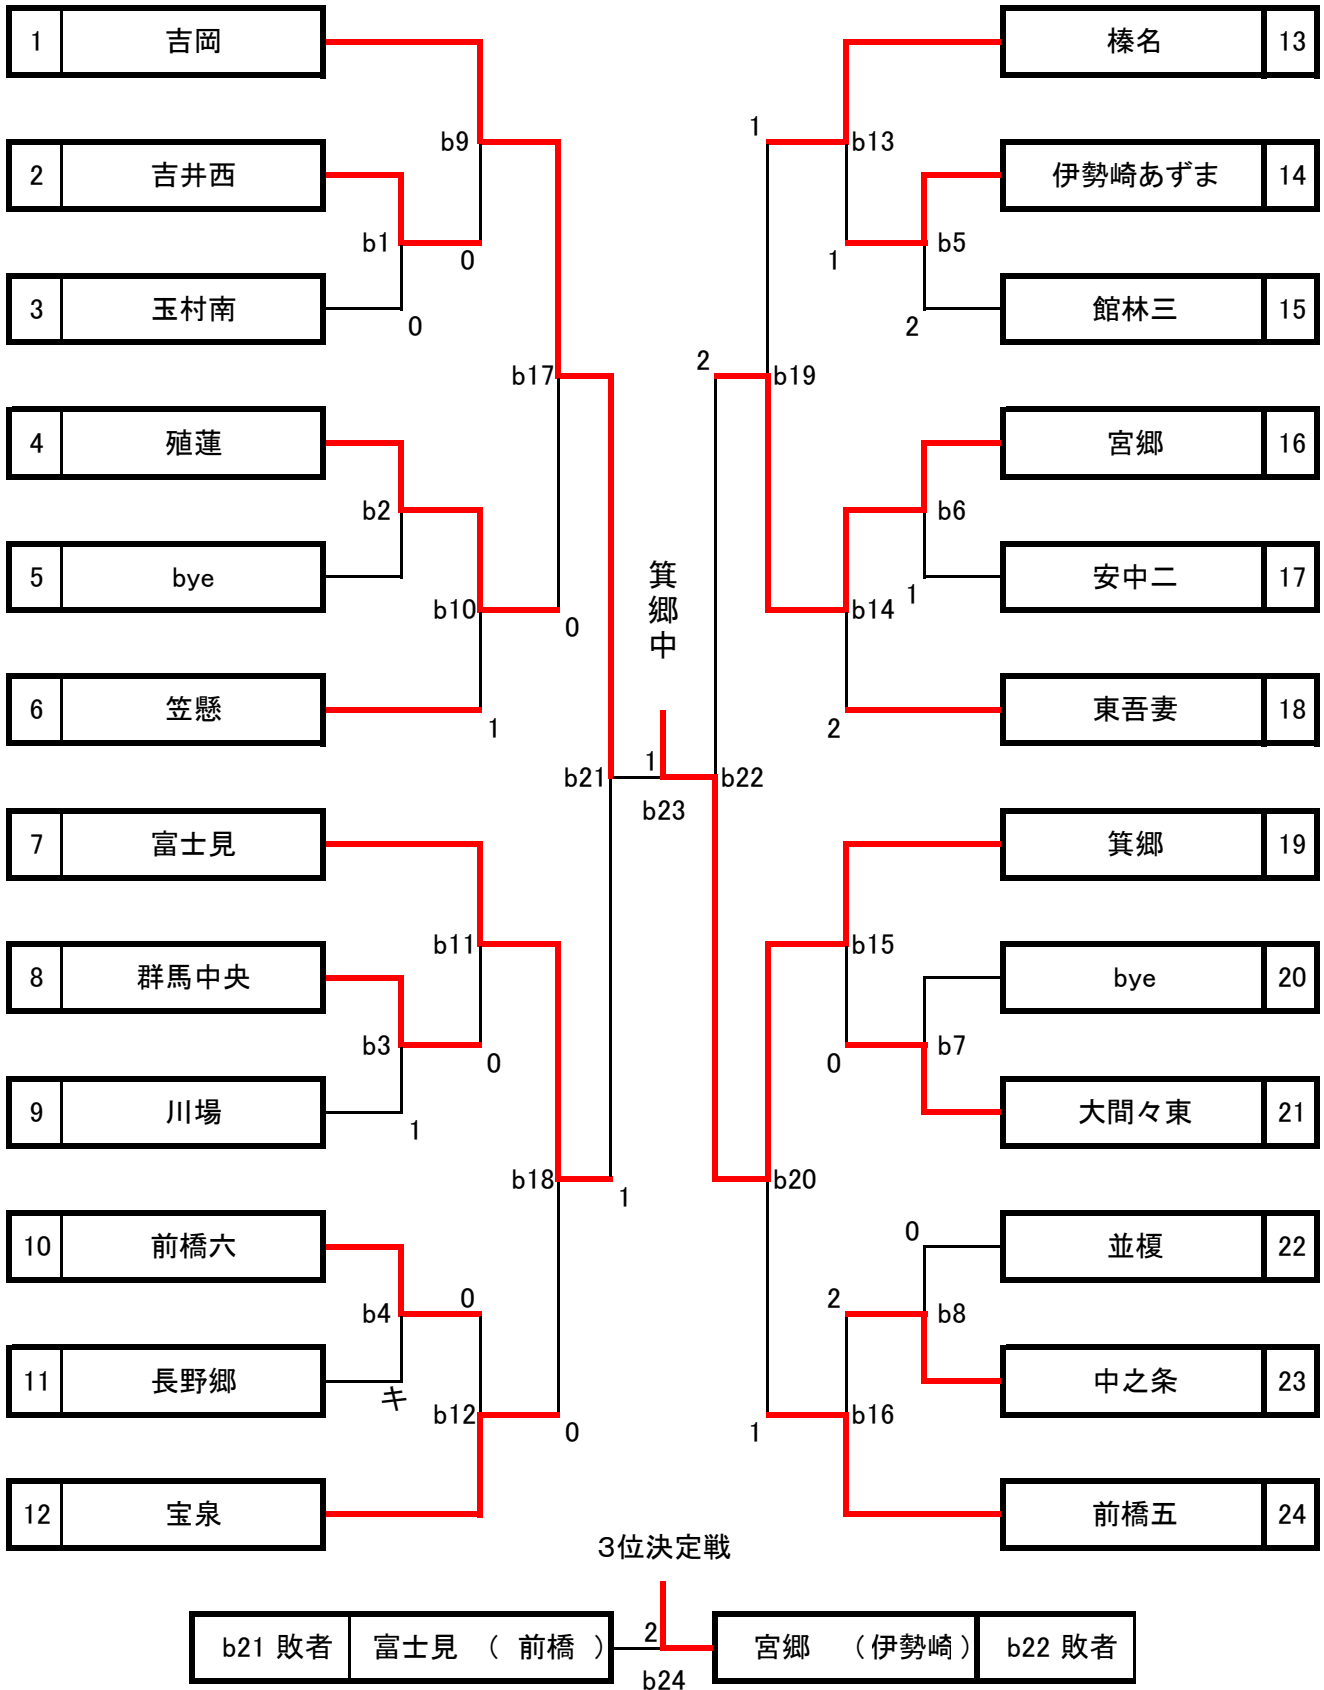 1 吉岡
榛名 13
b9
1
b13
2 吉井西
伊勢崎あずま 14
b1
0
1
b5
3 玉村南
0
2
館林三 15
b17
2
b19
4 殖蓮
宮郷 16
b2
b6
5 bye
箕郷中
1
安中二 17
b10
0
b14
6 笠懸
1
2
東吾妻 18
b21
1
b22
b23
7 富士見
箕郷 19
b11
b15
8 群馬中央
bye 20
b3
0
0
b7
9 川場
1
大間々東 21
b18
1
b20
10 前橋六
0
並榎 22
b4
0
2
b8
11 長野郷
キ
中之条 23
b12
0
1
b16
12 宝泉
前橋五 24
3位決定戦
b21 敗者 富士見 ( 前橋 ) 2 宮郷 (伊勢崎) b22 敗者
b24